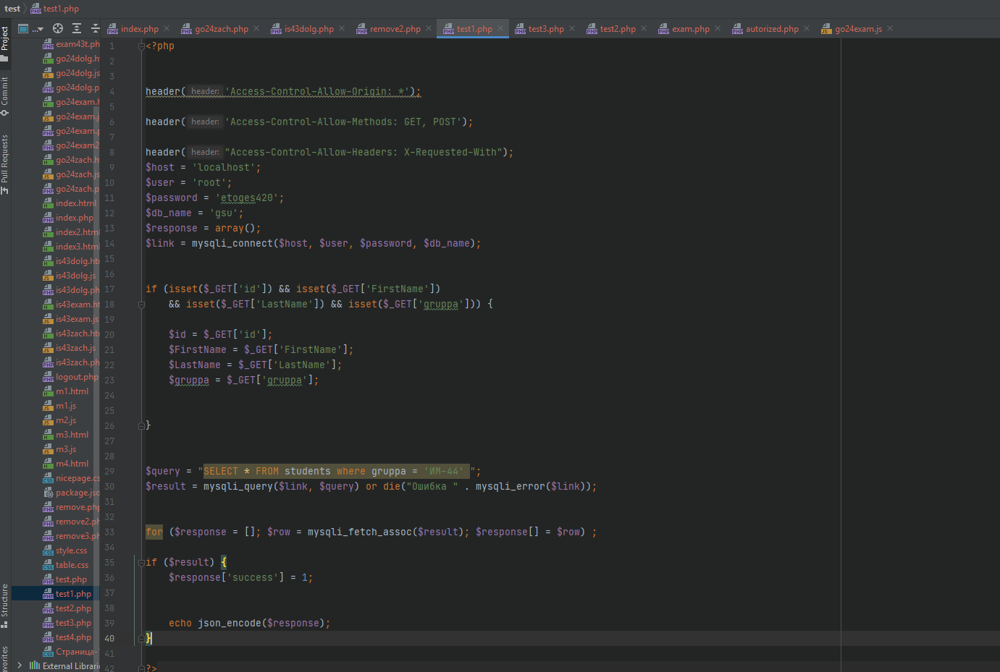 test
test1.php
Project
Commit
Pull Requests
Structure
...
index.php
go24zach.php
is43dolg.php
remove2.php
test1.php
test3.php
test2.php
exam.php
autorized.php
go24exam.js
exam43t.ph
go24dolg.h
go24dolg.js
go24dolg.p
go24exam.h
go24exam.j
go24exam.p
go24exam2
go24zach.h
go24zach.js
go24zach.p
index.html
index.php
index2.html
index3.html
is43dolg.ht
is43dolg.js
is43dolg.ph
is43exam.ht
is43exam.js
is43zach.ht
is43zach.js
is43zach.ph
logout.php
m1.html
m1.js
m2.js
m3.html
m3.js
m4.html
nicepage.cs
package.jso
remove.php
remove2.ph
remove3.ph
style.css
table.css
test.php
test1.php
test2.php
test3.php
test4.php
Страница-
External Librari
1 <?php
2
3
4 header( header: 'Access-Control-Allow-Origin: *');
5
6 header( header: 'Access-Control-Allow-Methods: GET, POST');
7
8 header( header: "Access-Control-Allow-Headers: X-Requested-With");
9 $host = 'localhost';
10 $user = 'root';
11 $password = 'etoges420';
12 $db_name = 'gsu';
13 $response = array();
14 $link = mysqli_connect($host, $user, $password, $db_name);
15
16
17 if (isset($_GET['id']) && isset($_GET['FirstName'])
18 && isset($_GET['LastName']) && isset($_GET['gruppa'])) {
19
20 $id = $_GET['id'];
21 $FirstName = $_GET['FirstName'];
22 $LastName = $_GET['LastName'];
23 $gruppa = $_GET['gruppa'];
24
25
26 }
27
28
29 $query = "SELECT * FROM students where gruppa = 'ИМ-44' ";
30 $result = mysqli_query($link, $query) or die("Ошибка " . mysqli_error($link));
31
32
33 for ($response = []; $row = mysqli_fetch_assoc($result); $response[] = $row) ;
34
35 if ($result) {
36 $response['success'] = 1;
37
38
39 echo json_encode($response);
40 }
41
42 ?>